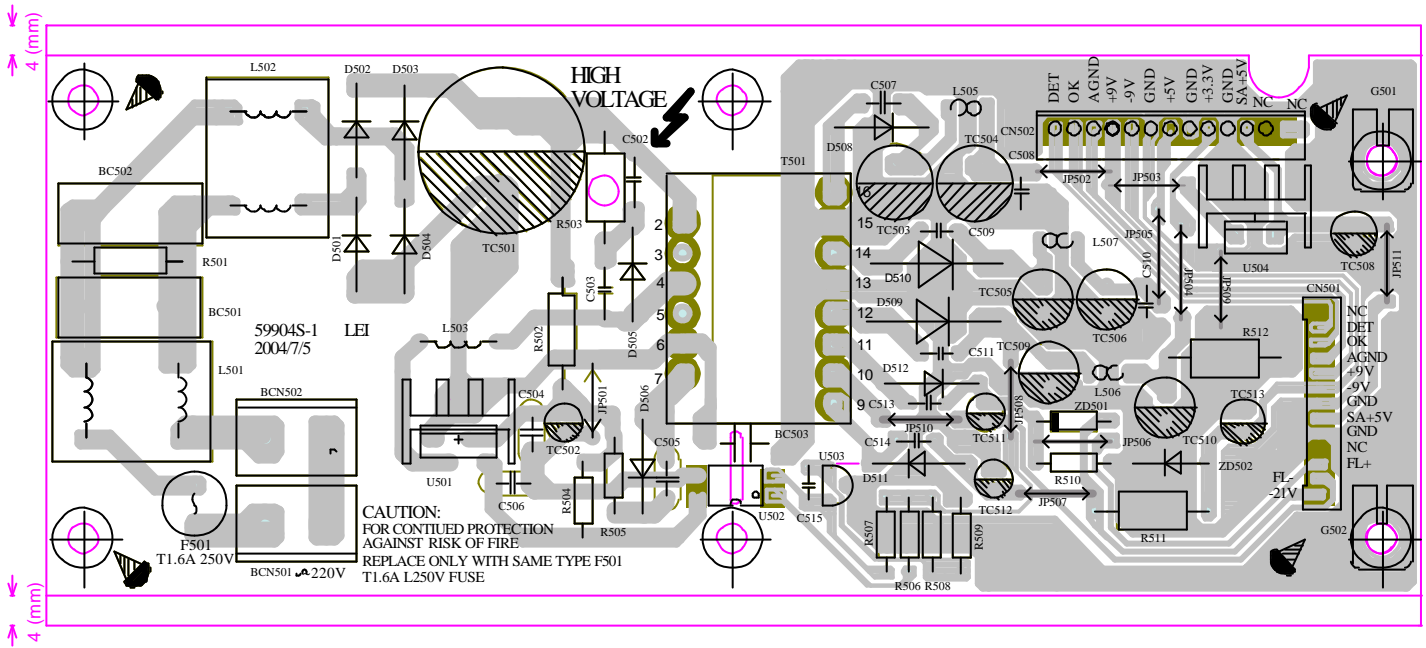 4 (mm)
L502
D502
D503
HIGH
VOLTAGE
C507
L505
DET
OK
AGND
+9V
-9V
GND
+5V
GND
+3.3V
GND
SA+5V
NC
NC
G501
CN502
D508
TC504
C508
C502
T501
BC502
JP502
JP503
16
2
15
TC501
R503
TC503
C509
D501
D504
L507
JP505
C510
R501
3
14
D510
U504
TC508
JP511
4
13
C503
TC505
JP504
JP509
CN501
BC501
D509
5
12
NC
DET
OK
AGND
+9V
-9V
GND
SA+5V
GND
NC
FL+
FL-
-21V
59904S-1 LEI
2004/7/5
L503
R502
D505
6
11
TC506
R512
C511
TC509
L501
D512
7
10
L506
JP501
D506
BCN502
C504
C513
9
JP508
ZD501
TC513
JP510
TC511
JP506
TC510
BC503
TC502
C505
C514
U503
ZD502
U501
D511
R510
C506
R504
R505
U502
C515
TC512
JP507
F501
T1.6A 250V
CAUTION:
FOR CONTIUED PROTECTION
AGAINST RISK OF FIRE
REPLACE ONLY WITH SAME TYPE F501
T1.6A L250V FUSE
R507
R509
R511
G502
BCN501 ~220V
R506
R508
4 (mm)